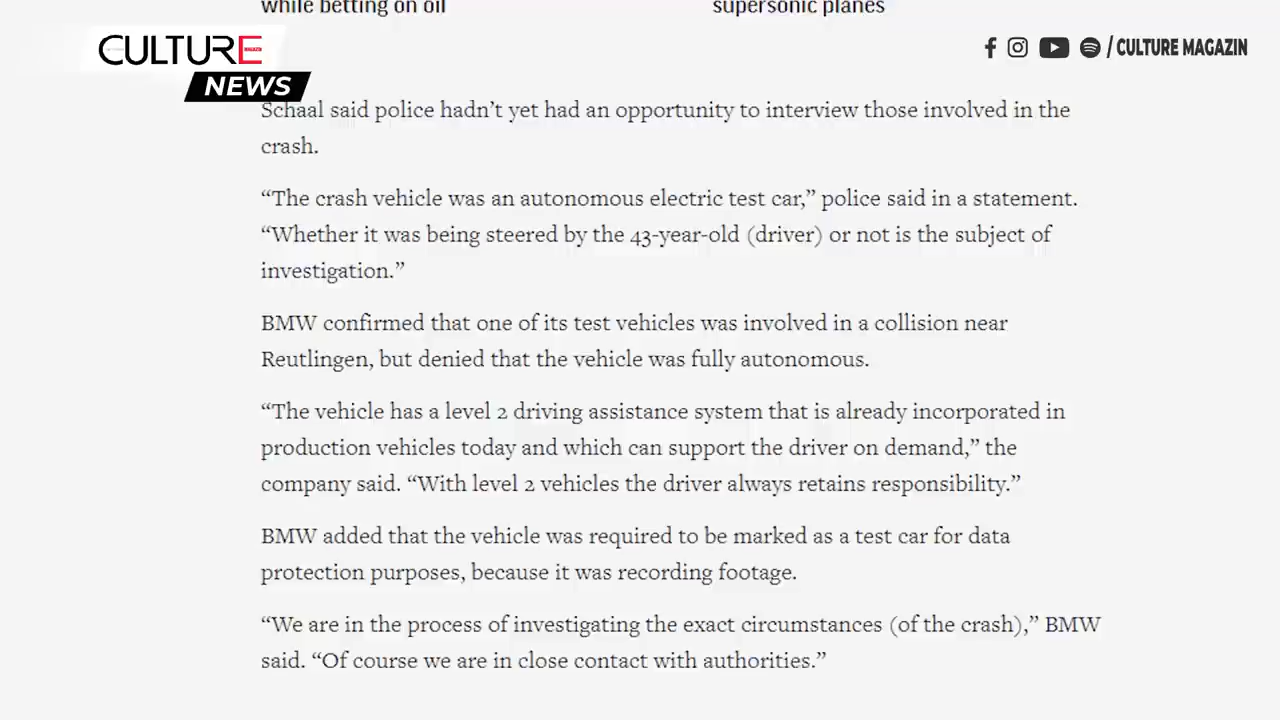 while betting on oil
supersonic planes
CULTURE
NEWS
/ CULTURE MAGAZIN
Schaal said police hadn’t yet had an opportunity to interview those involved in the
crash.
“The crash vehicle was an autonomous electric test car,” police said in a statement.
“Whether it was being steered by the 43-year-old (driver) or not is the subject of
investigation.”
BMW confirmed that one of its test vehicles was involved in a collision near
Reutlingen, but denied that the vehicle was fully autonomous.
“The vehicle has a level 2 driving assistance system that is already incorporated in
production vehicles today and which can support the driver on demand,” the
company said. “With level 2 vehicles the driver always retains responsibility.”
BMW added that the vehicle was required to be marked as a test car for data
protection purposes, because it was recording footage.
“We are in the process of investigating the exact circumstances (of the crash),” BMW
said. “Of course we are in close contact with authorities.”